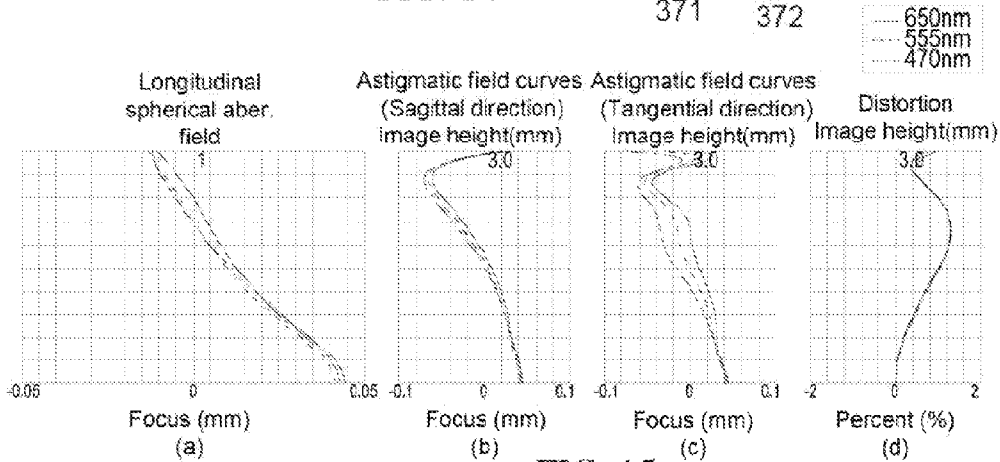 371 372
650nm
555nm
470nm
Longitudinal
spherical aber.
field
1
Astigmatic field curves
(Sagittal direction)
Image height(mm)
3.0
Astigmatic field curves
(Tangential direction)
Image height(mm)
3.0
Distortion
Image height(mm)
3.0
-0.05 0 0.05
Focus (mm)
(a)
-0.1 0 0.1
Focus (mm)
(b)
-0.1 0 0.1
Focus (mm)
(c)
-2 0 2
Percent (%)
(d)